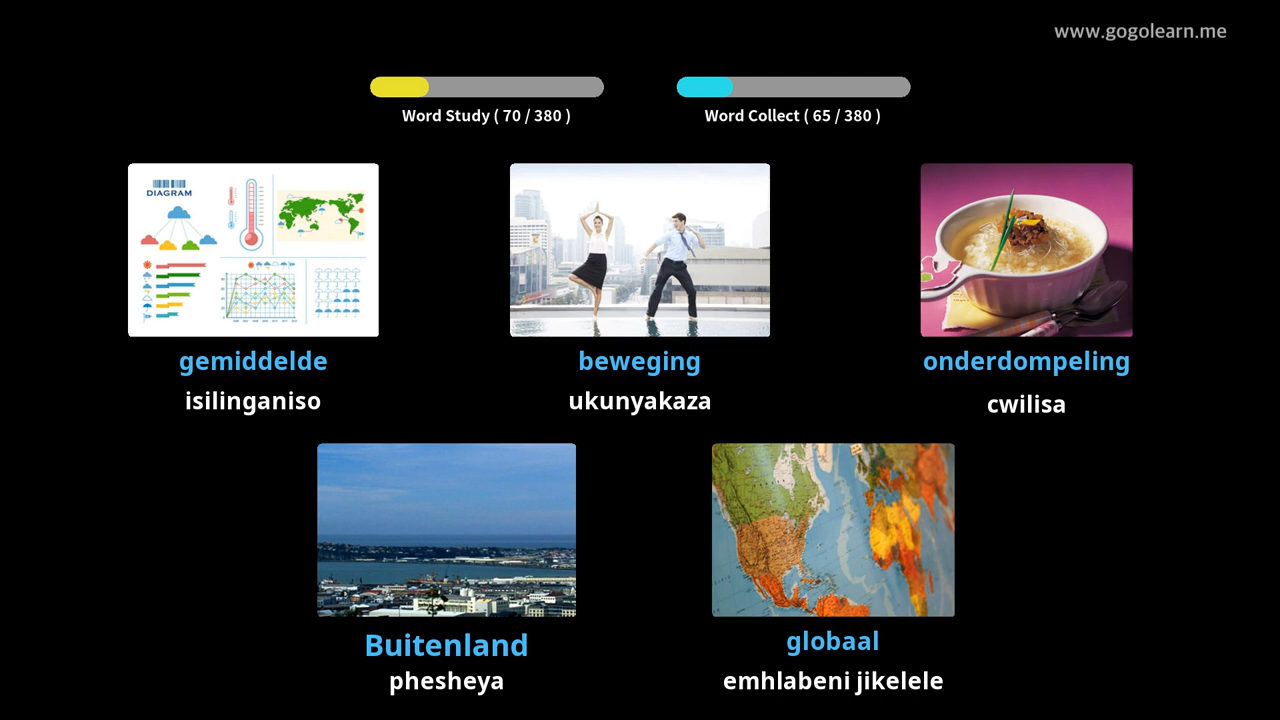 www.gogolearn.me
Word Study ( 70 / 380 )
Word Collect ( 65 / 380 )
DIAGRAM
gemiddelde
isilinganiso
beweging
ukunyakaza
onderdompeling
cwilisa
Buitenland
phesheya
globaal
emhlabeni jikelele